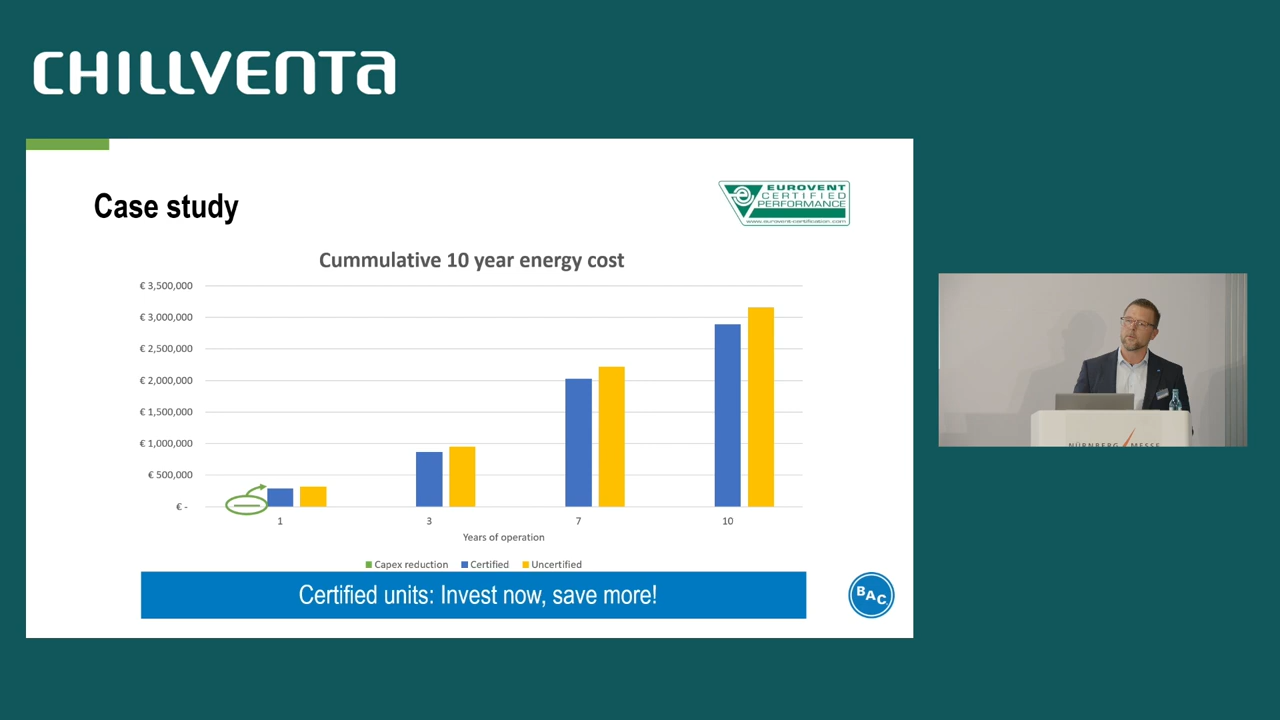 CHILLVENTA
Case study
EUROVENT
CERTIFIED
PERFORMANCE
www.eurovent-certification.com
Cummulative 10 year energy cost
€ 3,500,000
€ 3,000,000
€ 2,500,000
€ 2,000,000
€ 1,500,000
€ 1,000,000
€ 500,000
€ -
1 3 7 10
Years of operation
Capex reduction Certified Uncertified
Certified units: Invest now, save more!
BAC
NÜRNBERG MESSE